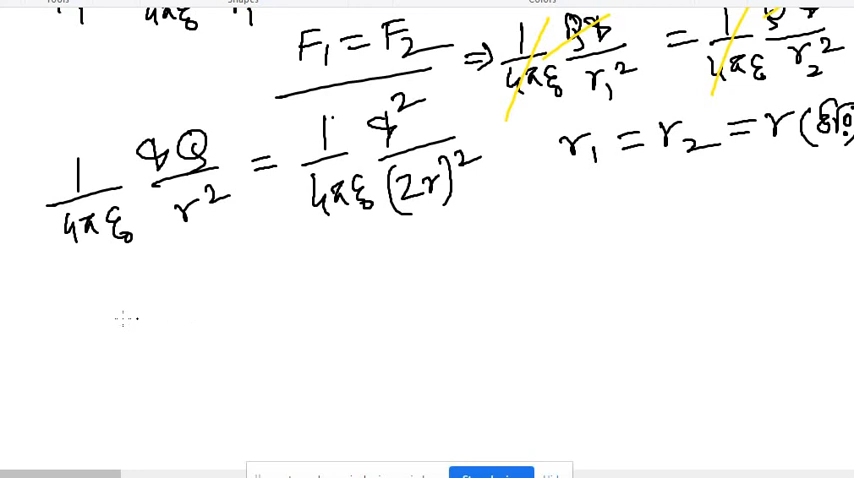 F₁ = F₂ ⇒ 1/4πε₀ Qq/r₁² = 1/4πε₀ Qq/r₂²
r₁ = r₂ = r
1/4πε₀ qQ/r² = 1/4πε₀ q²/(2r)²